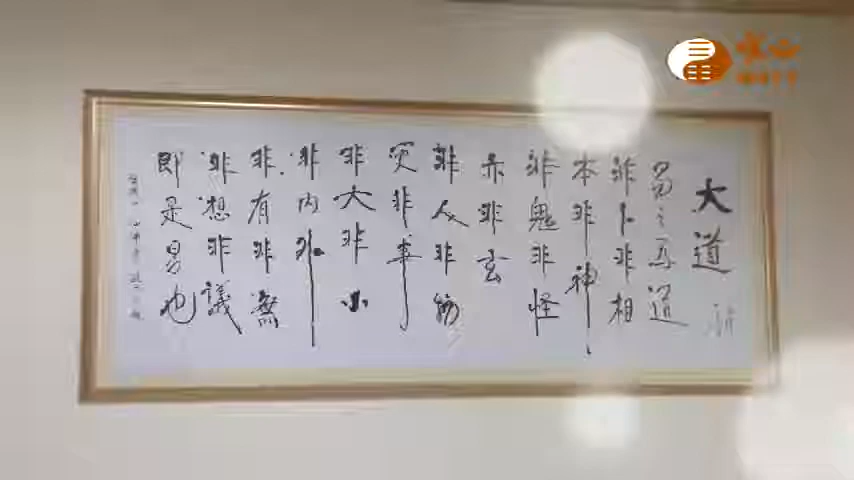 大道
易之為道
非卜非相
本非神
非鬼非怪
亦非玄
非人非物
更非事
非大非小
非內外
非有非無
非想非議
即是易也